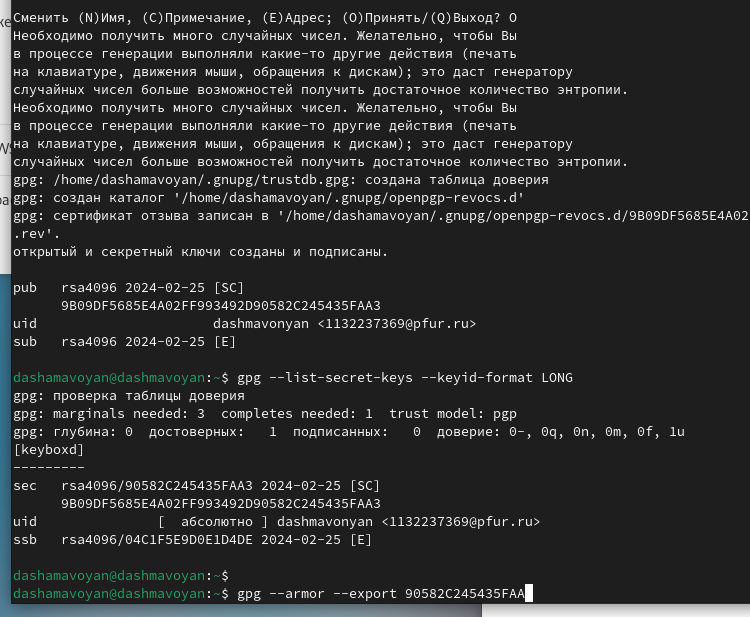 Сменить (N)Имя, (C)Примечание, (E)Адрес; (O)Принять/(Q)Выход? O
Необходимо получить много случайных чисел. Желательно, чтобы Вы
в процессе генерации выполняли какие-то другие действия (печать
на клавиатуре, движения мыши, обращения к дискам); это даст генератору
случайных чисел больше возможностей получить достаточное количество энтропии.
Необходимо получить много случайных чисел. Желательно, чтобы Вы
в процессе генерации выполняли какие-то другие действия (печать
на клавиатуре, движения мыши, обращения к дискам); это даст генератору
случайных чисел больше возможностей получить достаточное количество энтропии.
gpg: /home/dashamavoyan/.gnupg/trustdb.gpg: создана таблица доверия
gpg: создан каталог '/home/dashamavoyan/.gnupg/openpgp-revocs.d'
gpg: сертификат отзыва записан в '/home/dashamavoyan/.gnupg/openpgp-revocs.d/9B09DF5685E4A02
.rev'.
открытый и секретный ключи созданы и подписаны.
pub   rsa4096 2024-02-25 [SC]
      9B09DF5685E4A02FF993492D90582C245435FAA3
uid                      dashmavonyan <1132237369@pfur.ru>
sub   rsa4096 2024-02-25 [E]
dashamavoyan@dashmavoyan:~$ gpg --list-secret-keys --keyid-format LONG
gpg: проверка таблицы доверия
gpg: marginals needed: 3  completes needed: 1  trust model: pgp
gpg: глубина: 0  достоверных:   1  подписанных:   0  доверие: 0-, 0q, 0n, 0m, 0f, 1u
[keyboxd]
---------
sec   rsa4096/90582C245435FAA3 2024-02-25 [SC]
      9B09DF5685E4A02FF993492D90582C245435FAA3
uid               [  абсолютно ] dashmavonyan <1132237369@pfur.ru>
ssb   rsa4096/04C1F5E9D0E1D4DE 2024-02-25 [E]
dashamavoyan@dashmavoyan:~$
dashamavoyan@dashmavoyan:~$ gpg --armor --export 90582C245435FAA